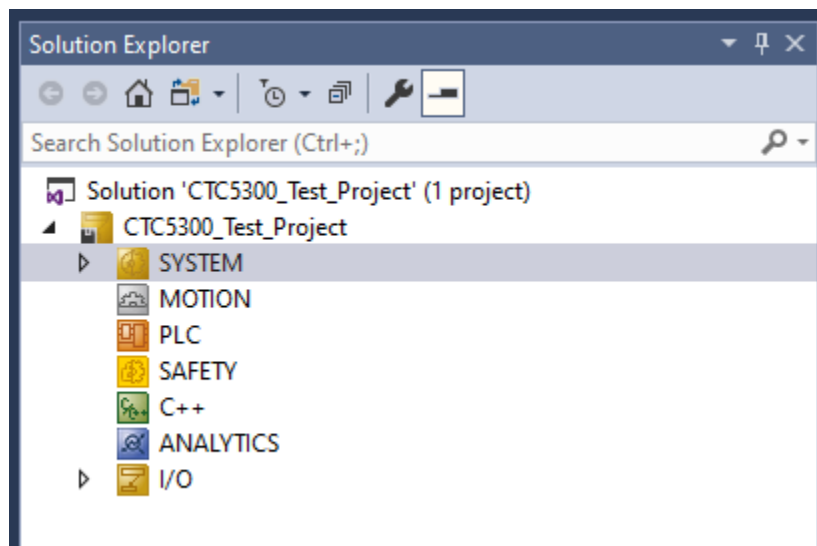 Solution Explorer
Search Solution Explorer (Ctrl+;)
Solution 'CTC5300_Test_Project' (1 project)
CTC5300_Test_Project
SYSTEM
MOTION
PLC
SAFETY
C++
ANALYTICS
I/O